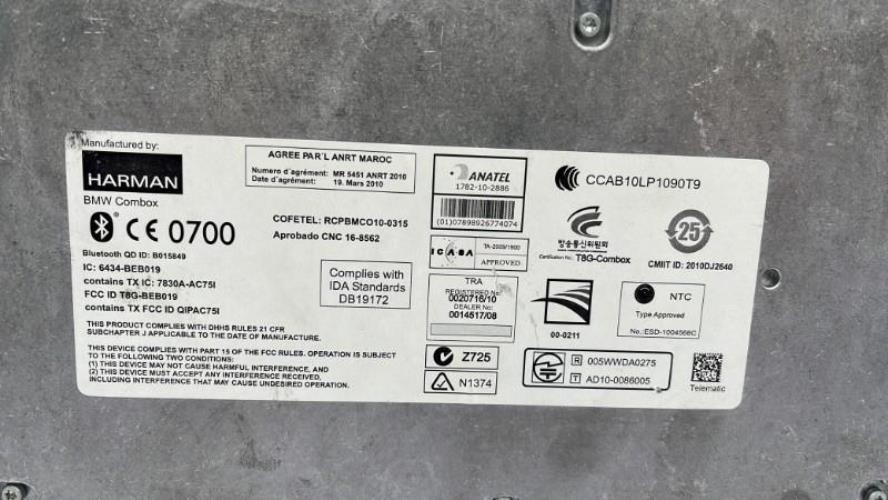 Manufactured by:
HARMAN
BMW Combox
CE 0700
Bluetooth QD ID: B015849
IC: 6434-BEB019
contains TX IC: 7830A-AC75I
FCC ID T8G-BEB019
contains TX FCC ID QIPAC75I
THIS PRODUCT COMPLIES WITH DHHS RULES 21 CFR
SUBCHAPTER J APPLICABLE TO THE DATE OF MANUFACTURE.
THIS DEVICE COMPLIES WITH PART 15 OF THE FCC RULES. OPERATION IS SUBJECT
TO THE FOLLOWING TWO CONDITIONS:
(1) THIS DEVICE MAY NOT CAUSE HARMFUL INTERFERENCE, AND
(2) THIS DEVICE MUST ACCEPT ANY INTERFERENCE RECEIVED,
INCLUDING INTERFERENCE THAT MAY CAUSE UNDESIRED OPERATION.
AGREE PAR'L ANRT MAROC
Numero d'agrément: MR 5451 ANRT 2010
Date d'agrément: 19. Mars 2010
COFETEL: RCPBMCO10-0315
Aprobado CNC 16-8562
Complies with
IDA Standards
DB19172
ANATEL
1782-10-2886
(01)07898926774074
ICASA
TA-2009/1600
APPROVED
TRA
REGISTERED No:
0020716/10
DEALER No:
0014517/08
Z725
N1374
CCAB10LP1090T9
방송통신위원회
Certification No.: T8G-Combox
25
CMIIT ID: 2010DJ2640
00-0211
NTC
Type Approved
No.: ESD-1004566C
R 005WWDA0275
T AD10-0086005
Telematic